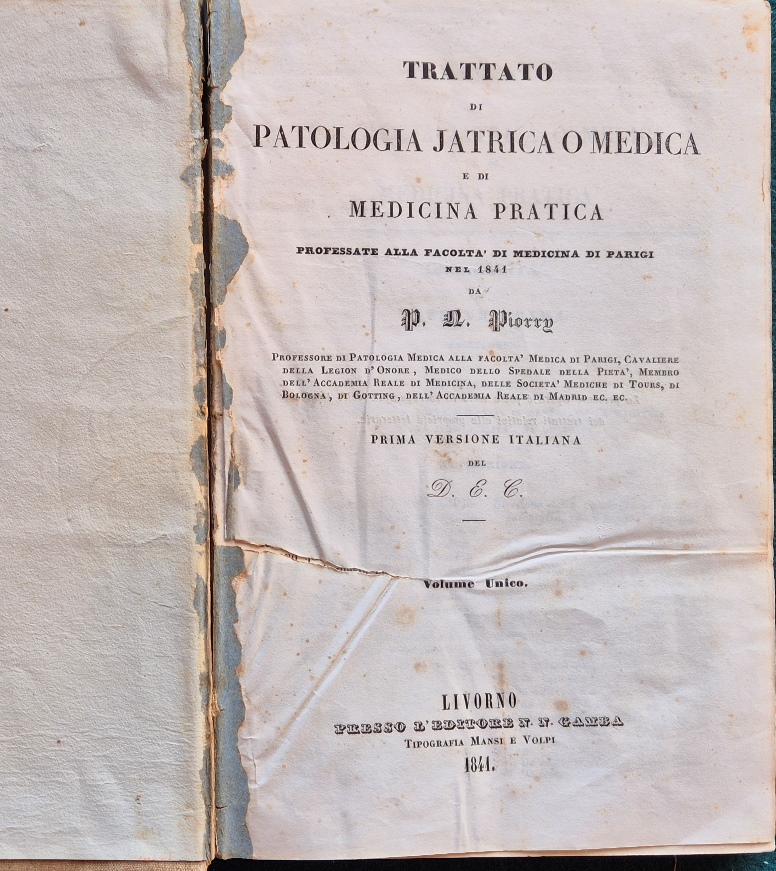 TRATTATO
DI
PATOLOGIA JATRICA O MEDICA
E DI
MEDICINA PRATICA
PROFESSATE ALLA FACOLTA' DI MEDICINA DI PARIGI
NEL 1841
DA
P. N. Piorry
PROFESSORE DI PATOLOGIA MEDICA ALLA FACOLTA' MEDICA DI PARIGI, CAVALIERE
DELLA LEGION D'ONORE, MEDICO DELLO SPEDALE DELLA PIETA', MEMBRO
DELL'ACCADEMIA REALE DI MEDICINA, DELLE SOCIETA' MEDICHE DI TOURS, DI
BOLOGNA, DI GOTTING, DELL'ACCADEMIA REALE DI MADRID EC. EC.
PRIMA VERSIONE ITALIANA
DEL
D. E. C.
Volume Unico.
LIVORNO
PRESSO L'EDITORE N. N. GAMBA
TIPOGRAFIA MANSI E VOLPI
1841.